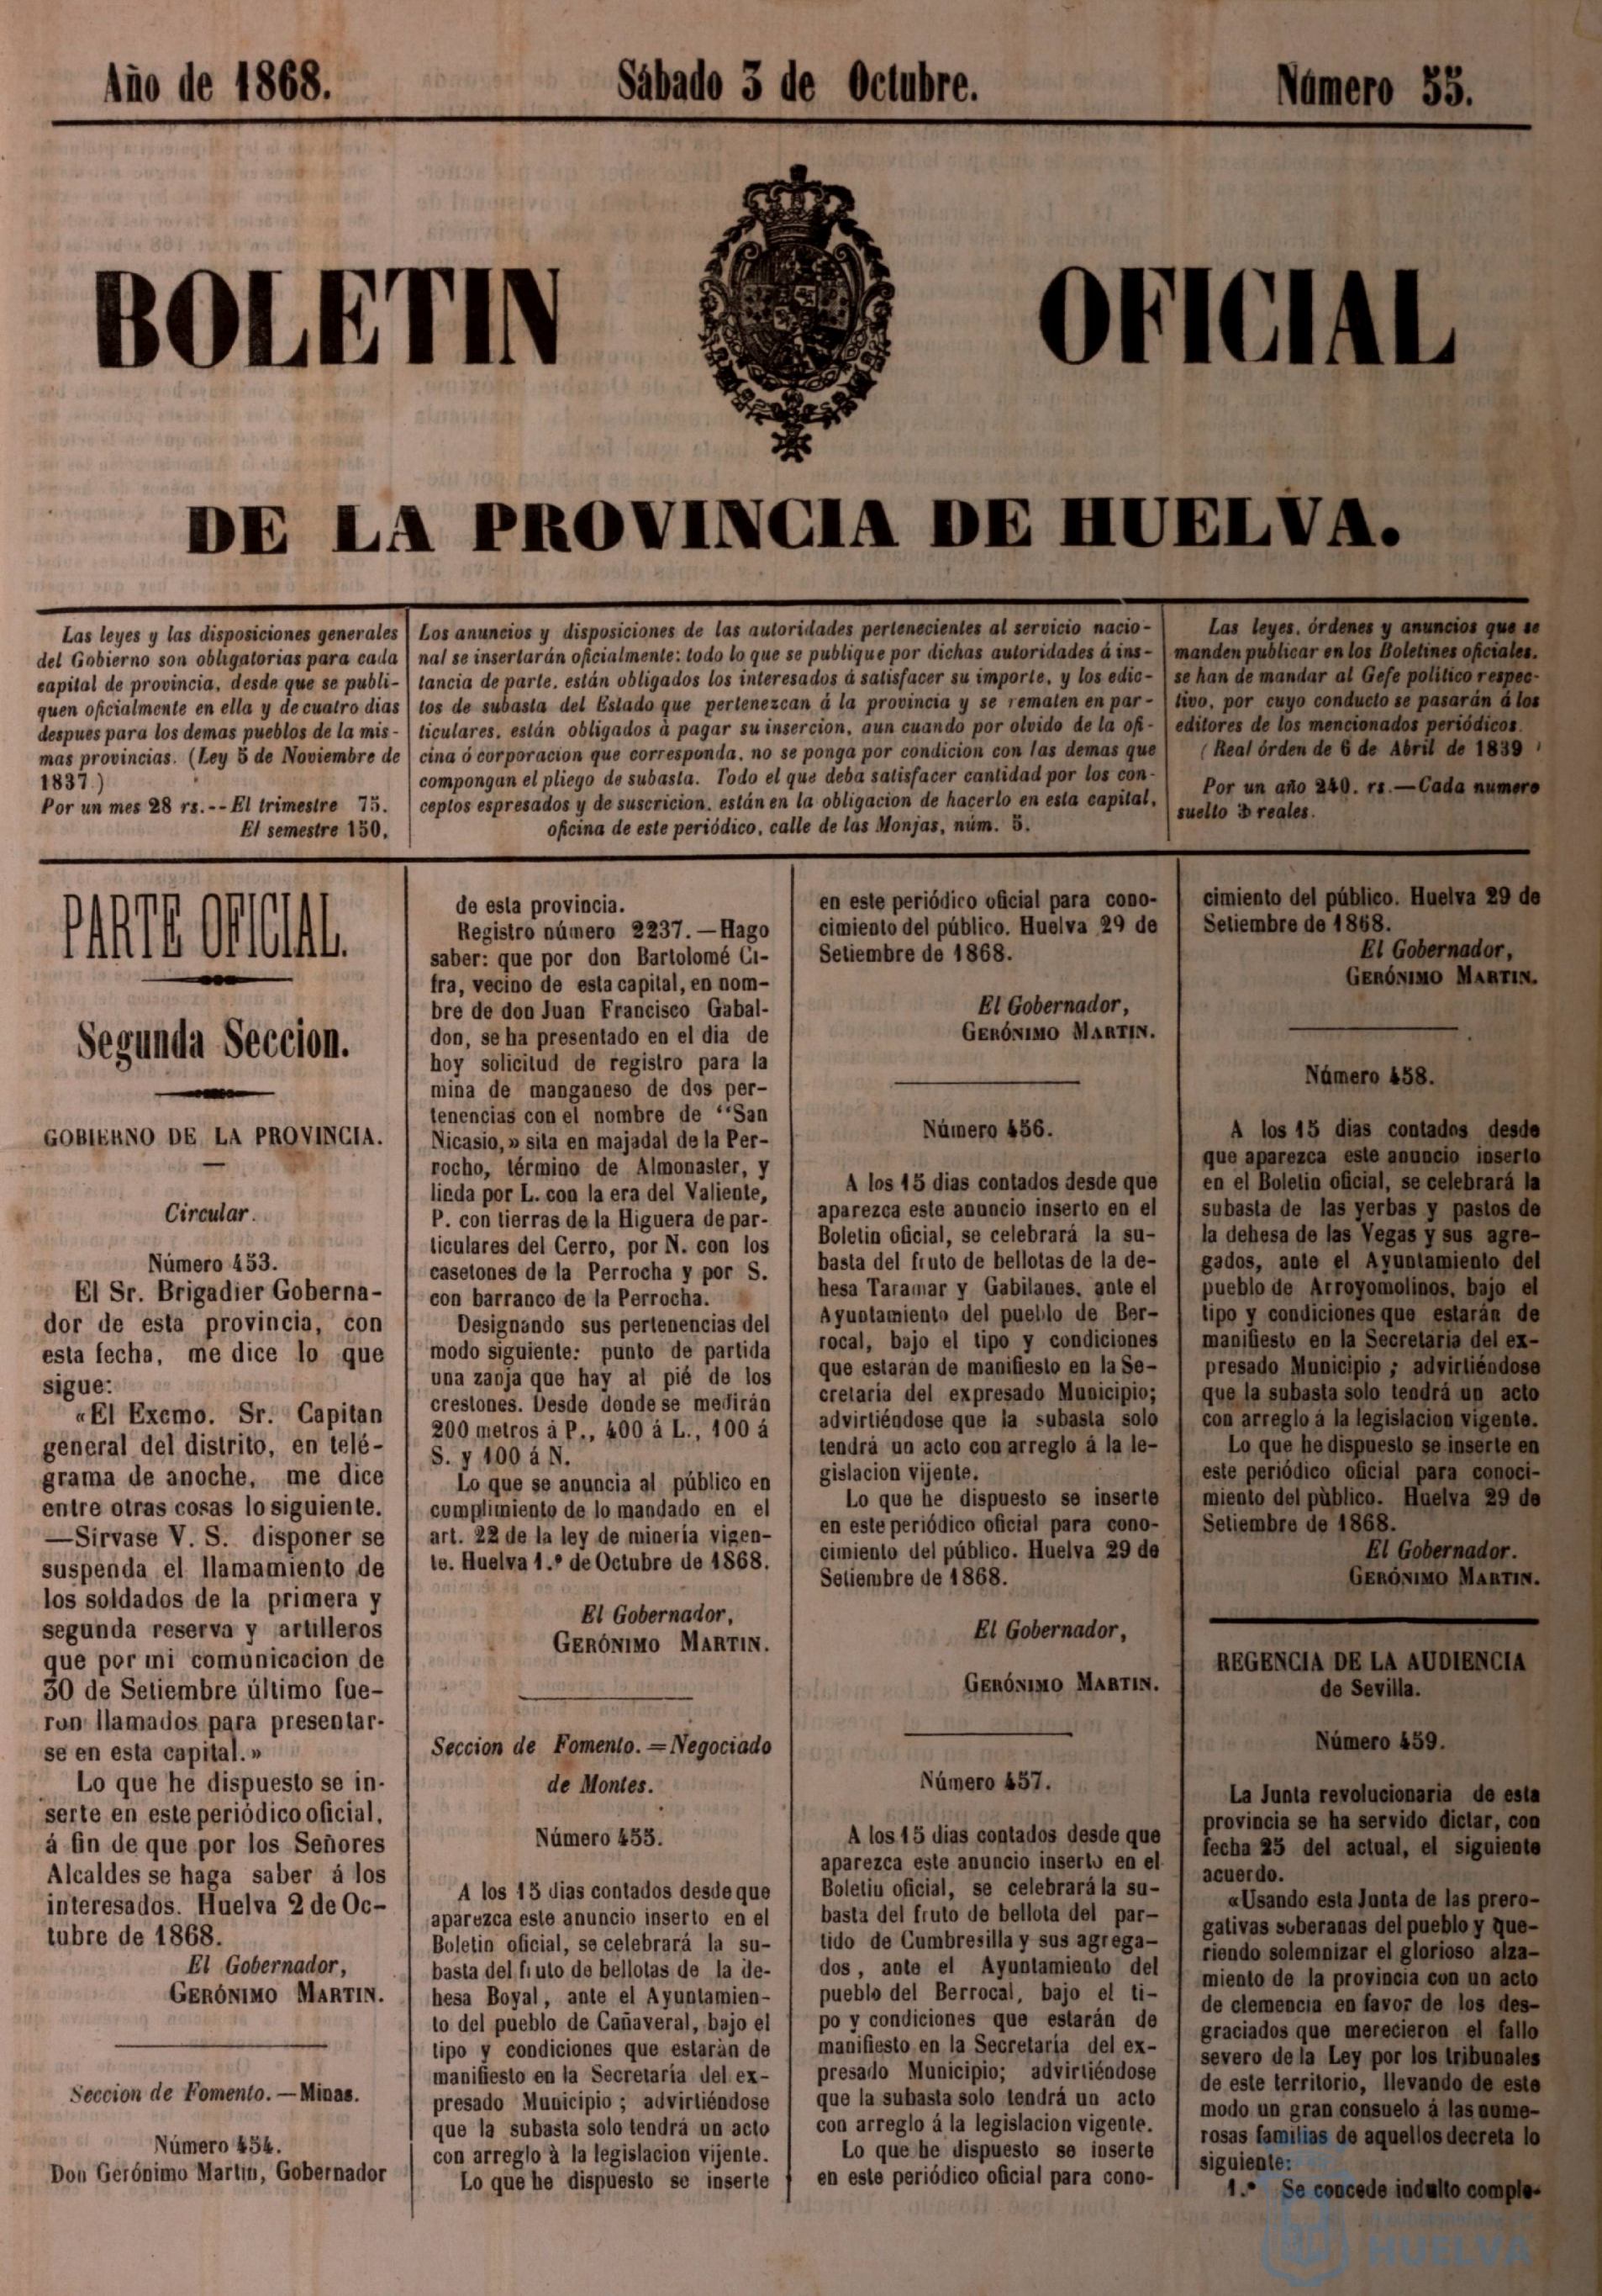 Año de 1868.
Sábado 3 de Octubre.
Número 55.
BOLETIN OFICIAL
DE LA PROVINCIA DE HUELVA.
Las leyes y las disposiciones generales
del Gobierno son obligatorias para cada
capital de provincia, desde que se publi-
quen oficialmente en ella y de cuatro dias
despues para los demas pueblos de la mis-
mas provincias. (Ley 5 de Noviembre de
1837.)
Por un mes 28 rs.--El trimestre 75.
El semestre 150.
Los anuncios y disposiciones de las autoridades pertenecientes al servicio nacio-
nal se insertarán oficialmente: todo lo que se publique por dichas autoridades á ins-
tancia de parte, están obligados los interesados á satisfacer su importe, y los edic-
tos de subasta del Estado que pertenezcan á la provincia y se rematen en par-
ticulares, están obligados á pagar su insercion, aun cuando por olvido de la ofi-
cina ó corporacion que corresponda, no se ponga por condicion con las demas que
compongan el pliego de subasta. Todo el que deba satisfacer cantidad por los con-
ceptos espresados y de suscricion, están en la obligacion de hacerlo en esta capital,
oficina de este periódico, calle de las Monjas, núm. 5.
Las leyes, órdenes y anuncios que se
manden publicar en los Boletines oficiales,
se han de mandar al Gefe político respec-
tivo, por cuyo conducto se pasarán á los
editores de los mencionados periódicos.
(Real órden de 6 de Abril de 1839
Por un año 240. rs.—Cada numero
suelto 3 reales.
PARTE OFICIAL.
Segunda Seccion.
GOBIERNO DE LA PROVINCIA.
Circular.
Número 453.
El Sr. Brigadier Goberna-
dor de esta provincia, con
esta fecha, me dice lo que
sigue:
«El Excmo. Sr. Capitan
general del distrito, en telé-
grama de anoche, me dice
entre otras cosas lo siguiente.
—Sirvase V. S. disponer se
suspenda el llamamiento de
los soldados de la primera y
segunda reserva y artilleros
que por mi comunicacion de
30 de Setiembre último fue-
ron llamados para presentar-
se en esta capital.»
Lo que he dispuesto se in-
serte en este periódico oficial,
á fin de que por los Señores
Alcaldes se haga saber á los
interesados. Huelva 2 de Oc-
tubre de 1868.
El Gobernador,
GERÓNIMO MARTIN.
Seccion de Fomento.—Minas.
Número 454.
Don Gerónimo Martin, Gobernador
de esta provincia.
Registro número 2237.—Hago
saber: que por don Bartolomé Ci-
fra, vecino de esta capital, en nom-
bre de don Juan Francisco Gabal-
don, se ha presentado en el dia de
hoy solicitud de registro para la
mina de manganeso de dos per-
tenencias con el nombre de ‘‘San
Nicasio,» sita en majadal de la Per-
rocho, término de Almonaster, y
linda por L. con la era del Valiente,
P. con tierras de la Higuera de par-
ticulares del Cerro, por N. con los
casetones de la Perrocha y por S.
con barranco de la Perrocha.
Designando sus pertenencias del
modo siguiente: punto de partida
una zanja que hay al pié de los
crestones. Desde donde se medirán
200 metros á P., 400 á L., 100 á
S. y 100 á N.
Lo que se anuncia al público en
cumplimiento de lo mandado en el
art. 22 de la ley de minería vigen-
te. Huelva 1.º de Octubre de 1868.
El Gobernador,
GERÓNIMO MARTIN.
Seccion de Fomento.=Negociado
de Montes.
Número 455.
A los 15 dias contados desde que
aparezca este anuncio inserto en el
Boletin oficial, se celebrará la su-
basta del fruto de bellotas de la de-
hesa Boyal, ante el Ayuntamien-
to del pueblo de Cañaveral, bajo el
tipo y condiciones que estarán de
manifiesto en la Secretaría del ex-
presado Municipio; advirtiéndose
que la subasta solo tendrá un acto
con arreglo à la legislacion vijente.
Lo que he dispuesto se inserte
en este periódico oficial para cono-
cimiento del público. Huelva 29 de
Setiembre de 1868.
El Gobernador,
GERÓNIMO MARTIN.
Número 456.
A los 15 dias contados desde que
aparezca este anuncio inserto en el
Boletin oficial, se celebrará la su-
basta del fruto de bellotas de la de-
hesa Taramar y Gabilanes, ante el
Ayuntamiento del pueblo de Ber-
rocal, bajo el tipo y condiciones
que estarán de manifiesto en la Se-
cretaría del expresado Municipio;
advirtiéndose que la subasta solo
tendrá un acto con arreglo á la le-
gislacion vijente.
Lo que he dispuesto se inserte
en este periódico oficial para cono-
cimiento del público. Huelva 29 de
Setiembre de 1868.
El Gobernador,
GERÓNIMO MARTIN.
Número 457.
A los 15 dias contados desde que
aparezca este anuncio inserto en el
Boletin oficial, se celebrará la su-
basta del fruto de bellota del par-
tido de Cumbresilla y sus agrega-
dos, ante el Ayuntamiento del
pueblo del Berrocal, bajo el ti-
po y condiciones que estarán de
manifiesto en la Secretaría del ex-
presado Municipio; advirtiéndose
que la subasta solo tendrá un acto
con arreglo á la legislacion vigente.
Lo que he dispuesto se inserte
en este periódico oficial para cono-
cimiento del público. Huelva 29 de
Setiembre de 1868.
El Gobernador,
GERÓNIMO MARTIN.
Número 458.
A los 15 dias contados desde
que aparezca este anuncio inserto
en el Boletin oficial, se celebrará la
subasta de las yerbas y pastos de
la dehesa de las Vegas y sus agre-
gados, ante el Ayuntamiento del
pueblo de Arroyomolinos, bajo el
tipo y condiciones que estarán de
manifiesto en la Secretaria del ex-
presado Municipio; advirtiéndose
que la subasta solo tendrá un acto
con arreglo á la legislacion vigente.
Lo que he dispuesto se inserte en
este periódico oficial para conoci-
miento del pùblico. Huelva 29 de
Setiembre de 1868.
El Gobernador.
GERÓNIMO MARTIN.
REGENCIA DE LA AUDIENCIA
de Sevilla.
Número 459.
La Junta revolucionaria de esta
provincia se ha servido dictar, con
fecha 25 del actual, el siguiente
acuerdo.
«Usando esta Junta de las prero-
gativas soberanas del pueblo y que-
riendo solemnizar el glorioso alza-
miento de la provincia con un acto
de clemencia en favor de los des-
graciados que merecieron el fallo
severo de la Ley por los tribunales
de este territorio, llevando de este
modo un gran consuelo á las nume-
rosas familias de aquellos decreta lo
siguiente:
1.º Se concede indulto comple-
HUELVA